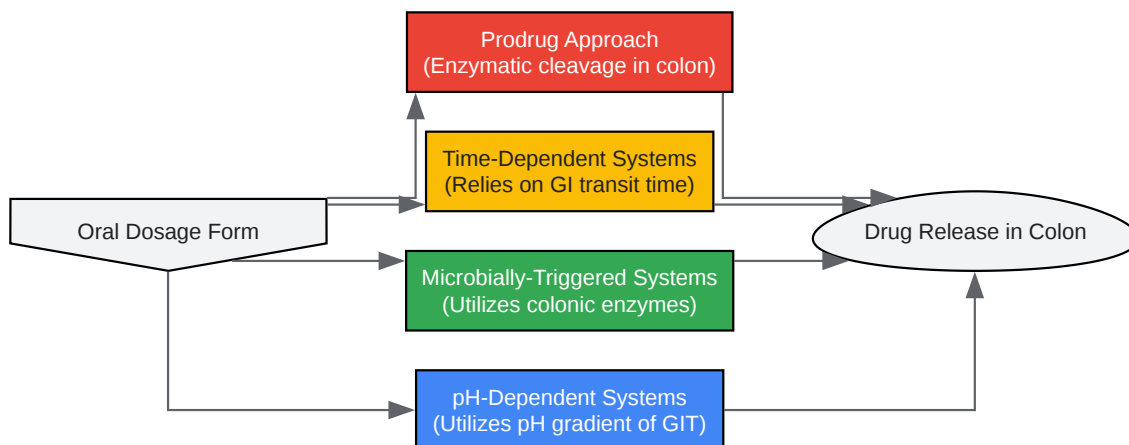 Prodrug Approach
(Enzymatic cleavage in colon)
Time-Dependent Systems
(Relies on GI transit time)
Oral Dosage Form
Drug Release in Colon
Microbially-Triggered Systems
(Utilizes colonic enzymes)
pH-Dependent Systems
(Utilizes pH gradient of GIT)